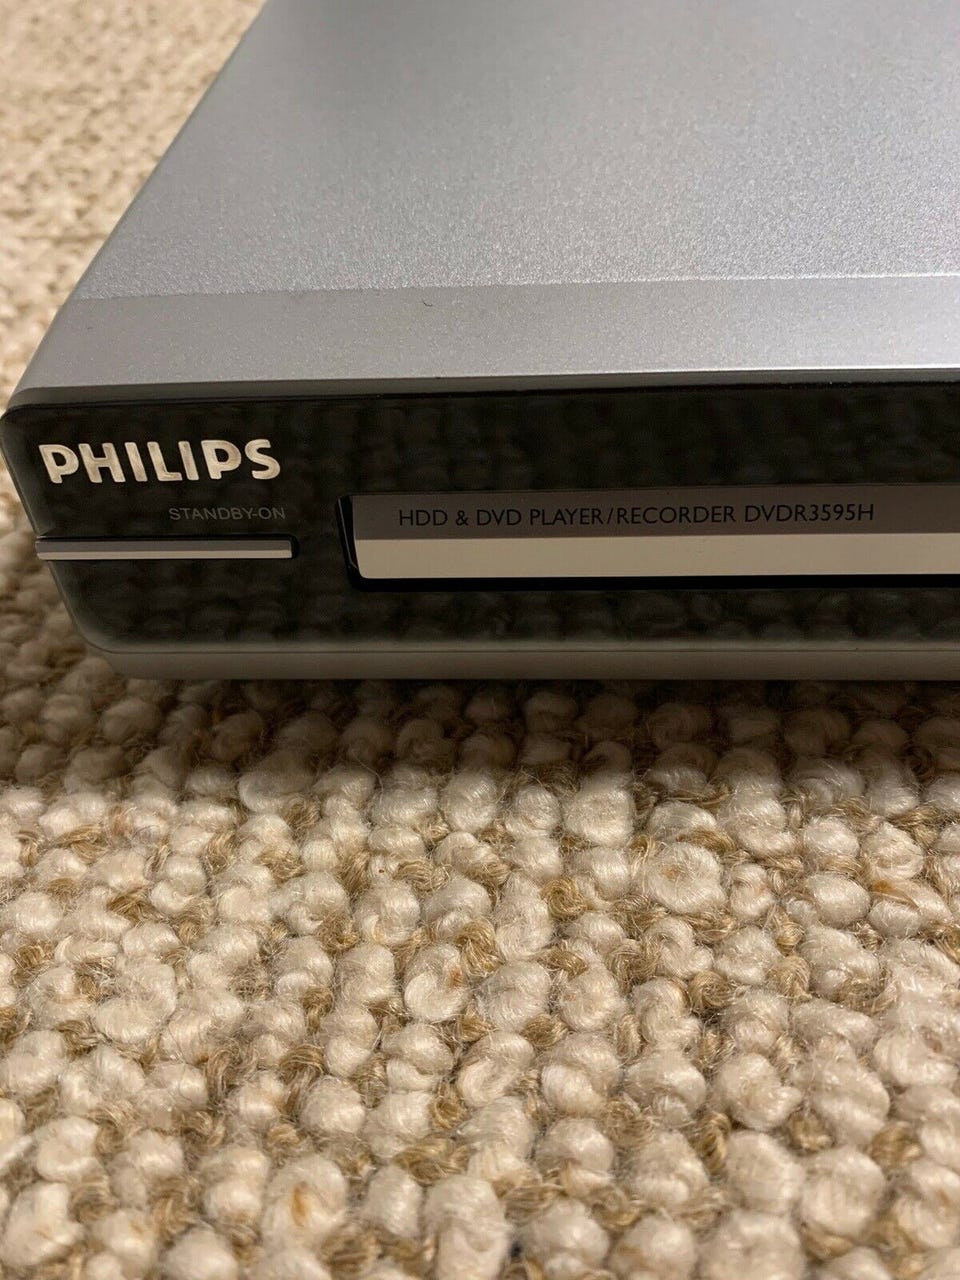 PHILIPS
STANDBY-ON
HDD & DVD PLAYER/RECORDER DVDR3595H